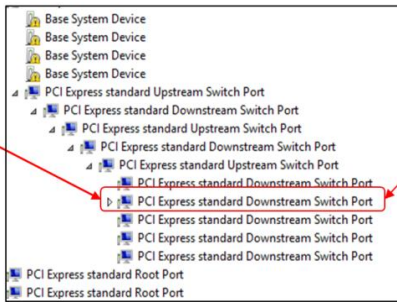 Base System Device
Base System Device
Base System Device
Base System Device
PCI Express standard Upstream Switch Port
PCI Express standard Downstream Switch Port
PCI Express standard Upstream Switch Port
PCI Express standard Downstream Switch Port
PCI Express standard Upstream Switch Port
PCI Express standard Downstream Switch Port
PCI Express standard Downstream Switch Port
PCI Express standard Downstream Switch Port
PCI Express standard Downstream Switch Port
PCI Express standard Downstream Switch Port
PCI Express standard Root Port
PCI Express standard Root Port